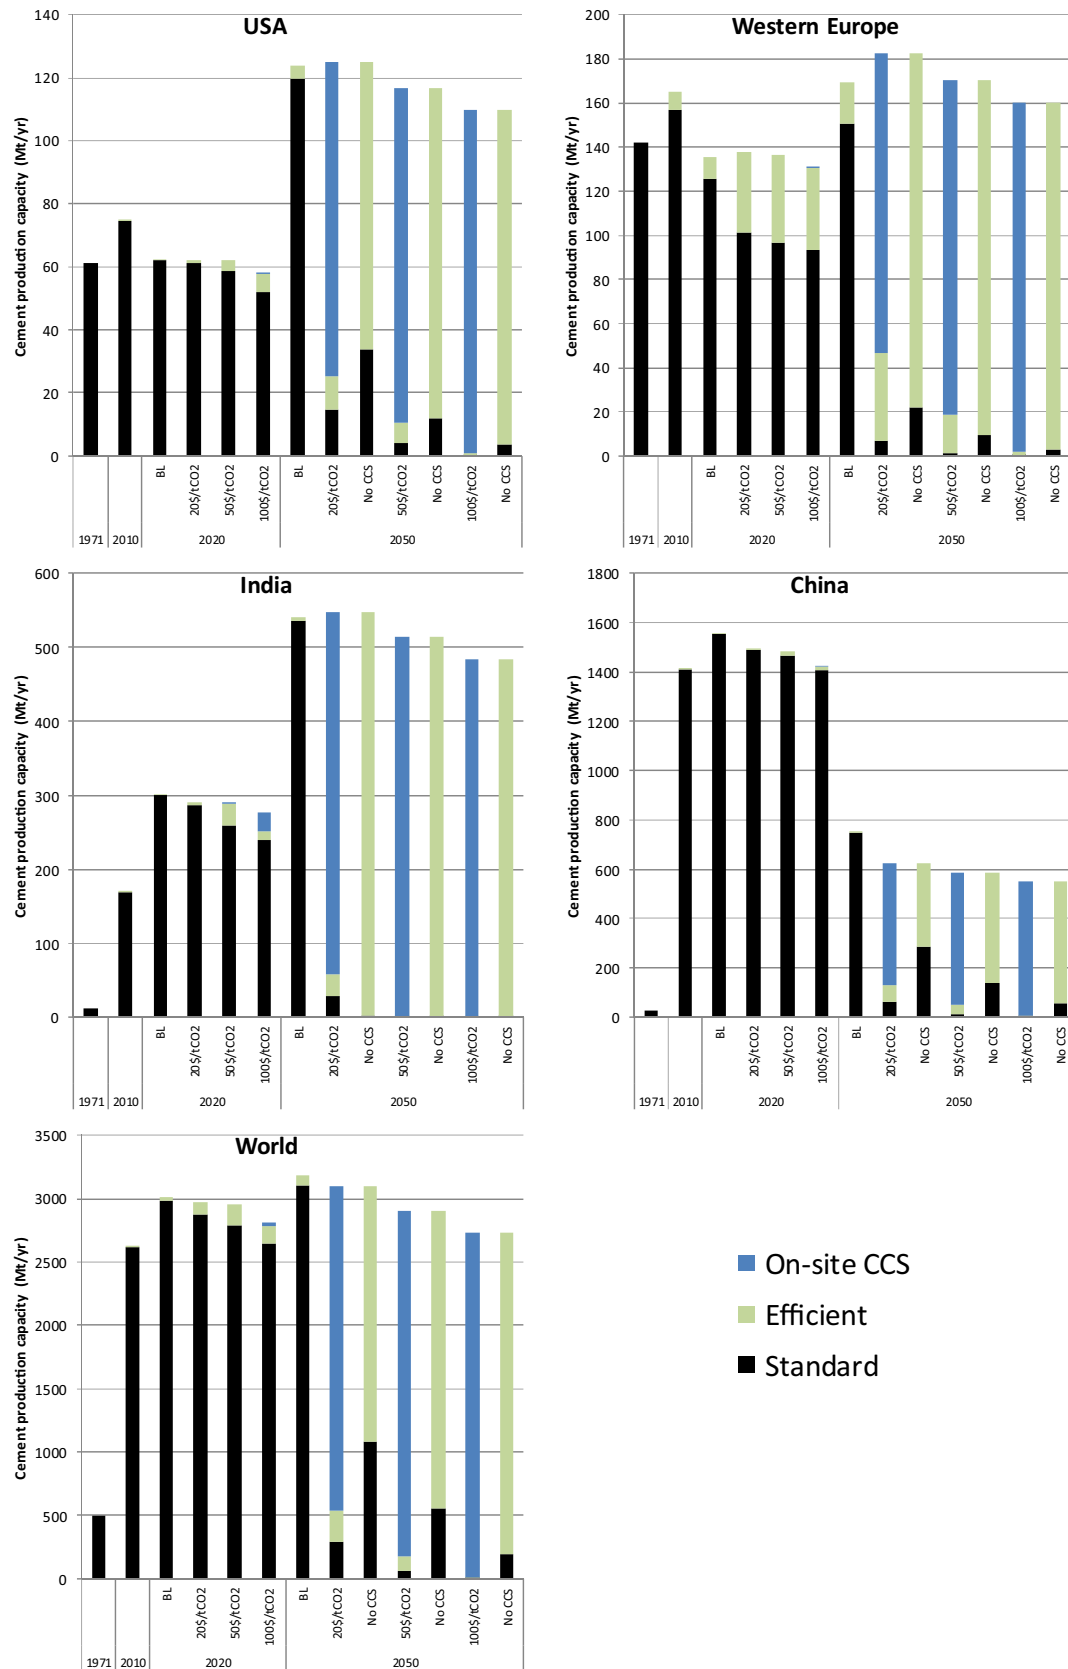 USA
Cement production capacity (Mt/yr)
140
120
100
80
60
40
20
0
BL
20$/tCO2
50$/tCO2
100$/tCO2
BL
20$/tCO2
No CCS
50$/tCO2
No CCS
100$/tCO2
No CCS
1971 2010 2020 2050
Western Europe
Cement production capacity (Mt/yr)
200
180
160
140
120
100
80
60
40
20
0
BL
20$/tCO2
50$/tCO2
100$/tCO2
BL
20$/tCO2
No CCS
50$/tCO2
No CCS
100$/tCO2
No CCS
1971 2010 2020 2050
India
Cement production capacity (Mt/yr)
600
500
400
300
200
100
0
BL
20$/tCO2
50$/tCO2
100$/tCO2
BL
20$/tCO2
No CCS
50$/tCO2
No CCS
100$/tCO2
No CCS
1971 2010 2020 2050
China
Cement production capacity (Mt/yr)
1800
1600
1400
1200
1000
800
600
400
200
0
BL
20$/tCO2
50$/tCO2
100$/tCO2
BL
20$/tCO2
No CCS
50$/tCO2
No CCS
100$/tCO2
No CCS
1971 2010 2020 2050
World
Cement production capacity (Mt/yr)
3500
3000
2500
2000
1500
1000
500
0
BL
20$/tCO2
50$/tCO2
100$/tCO2
BL
20$/tCO2
No CCS
50$/tCO2
No CCS
100$/tCO2
No CCS
1971 2010 2020 2050
On-site CCS
Efficient
Standard